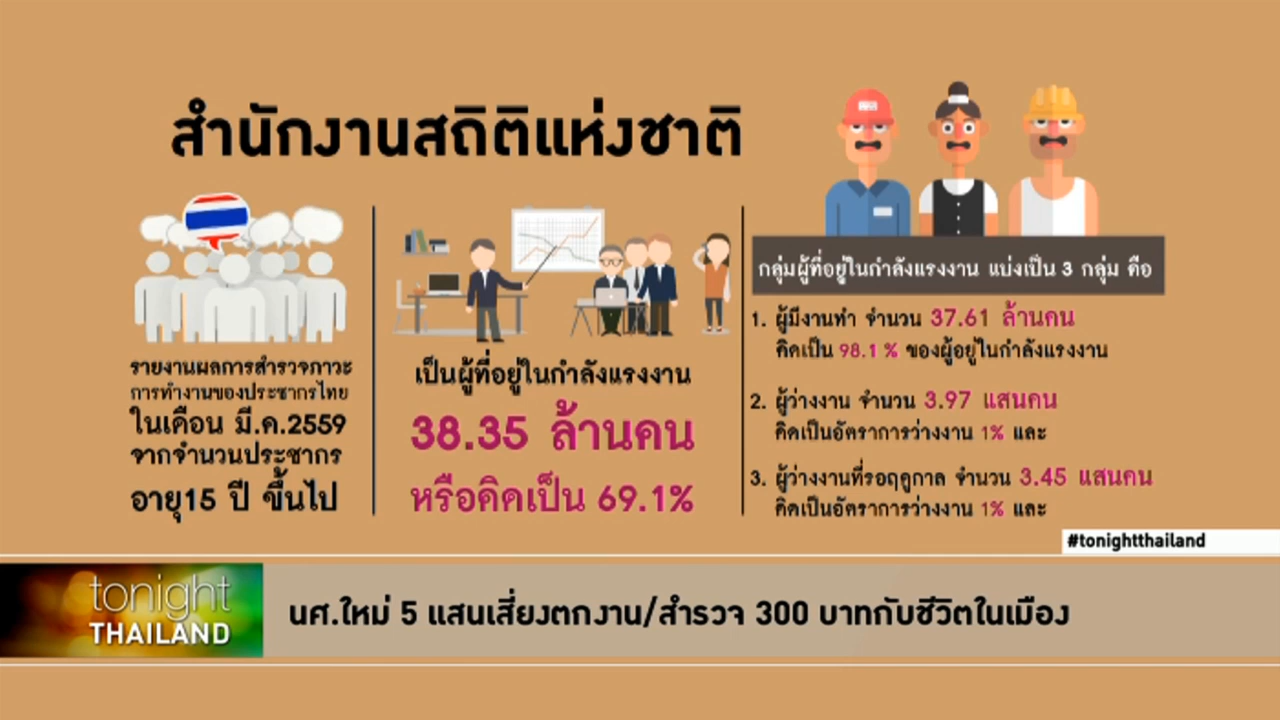 สำนักงานสถิติแห่งชาติ
รายงานผลการสำรวจภาวะ
การทำงานของประชากรไทย
ในเดือน มี.ค.2559
จากจำนวนประชากร
อายุ15 ปี ขึ้นไป
เป็นผู้ที่อยู่ในกำลังแรงงาน
38.35 ล้านคน
หรือคิดเป็น 69.1%
กลุ่มผู้ที่อยู่ในกำลังแรงงาน แบ่งเป็น 3 กลุ่ม คือ
1. ผู้มีงานทำ จำนวน 37.61 ล้านคน
คิดเป็น 98.1 % ของผู้อยู่ในกำลังแรงงาน
2. ผู้ว่างงาน จำนวน 3.97 แสนคน
คิดเป็นอัตราการว่างงาน 1% และ
3. ผู้ว่างงานที่รอฤดูกาล จำนวน 3.45 แสนคน
คิดเป็นอัตราการว่างงาน 1% และ
#tonightthailand
tonight
THAILAND
นศ.ใหม่ 5 แสนเสี่ยงตกงาน/สำรวจ 300 บาทกับชีวิตในเมือง